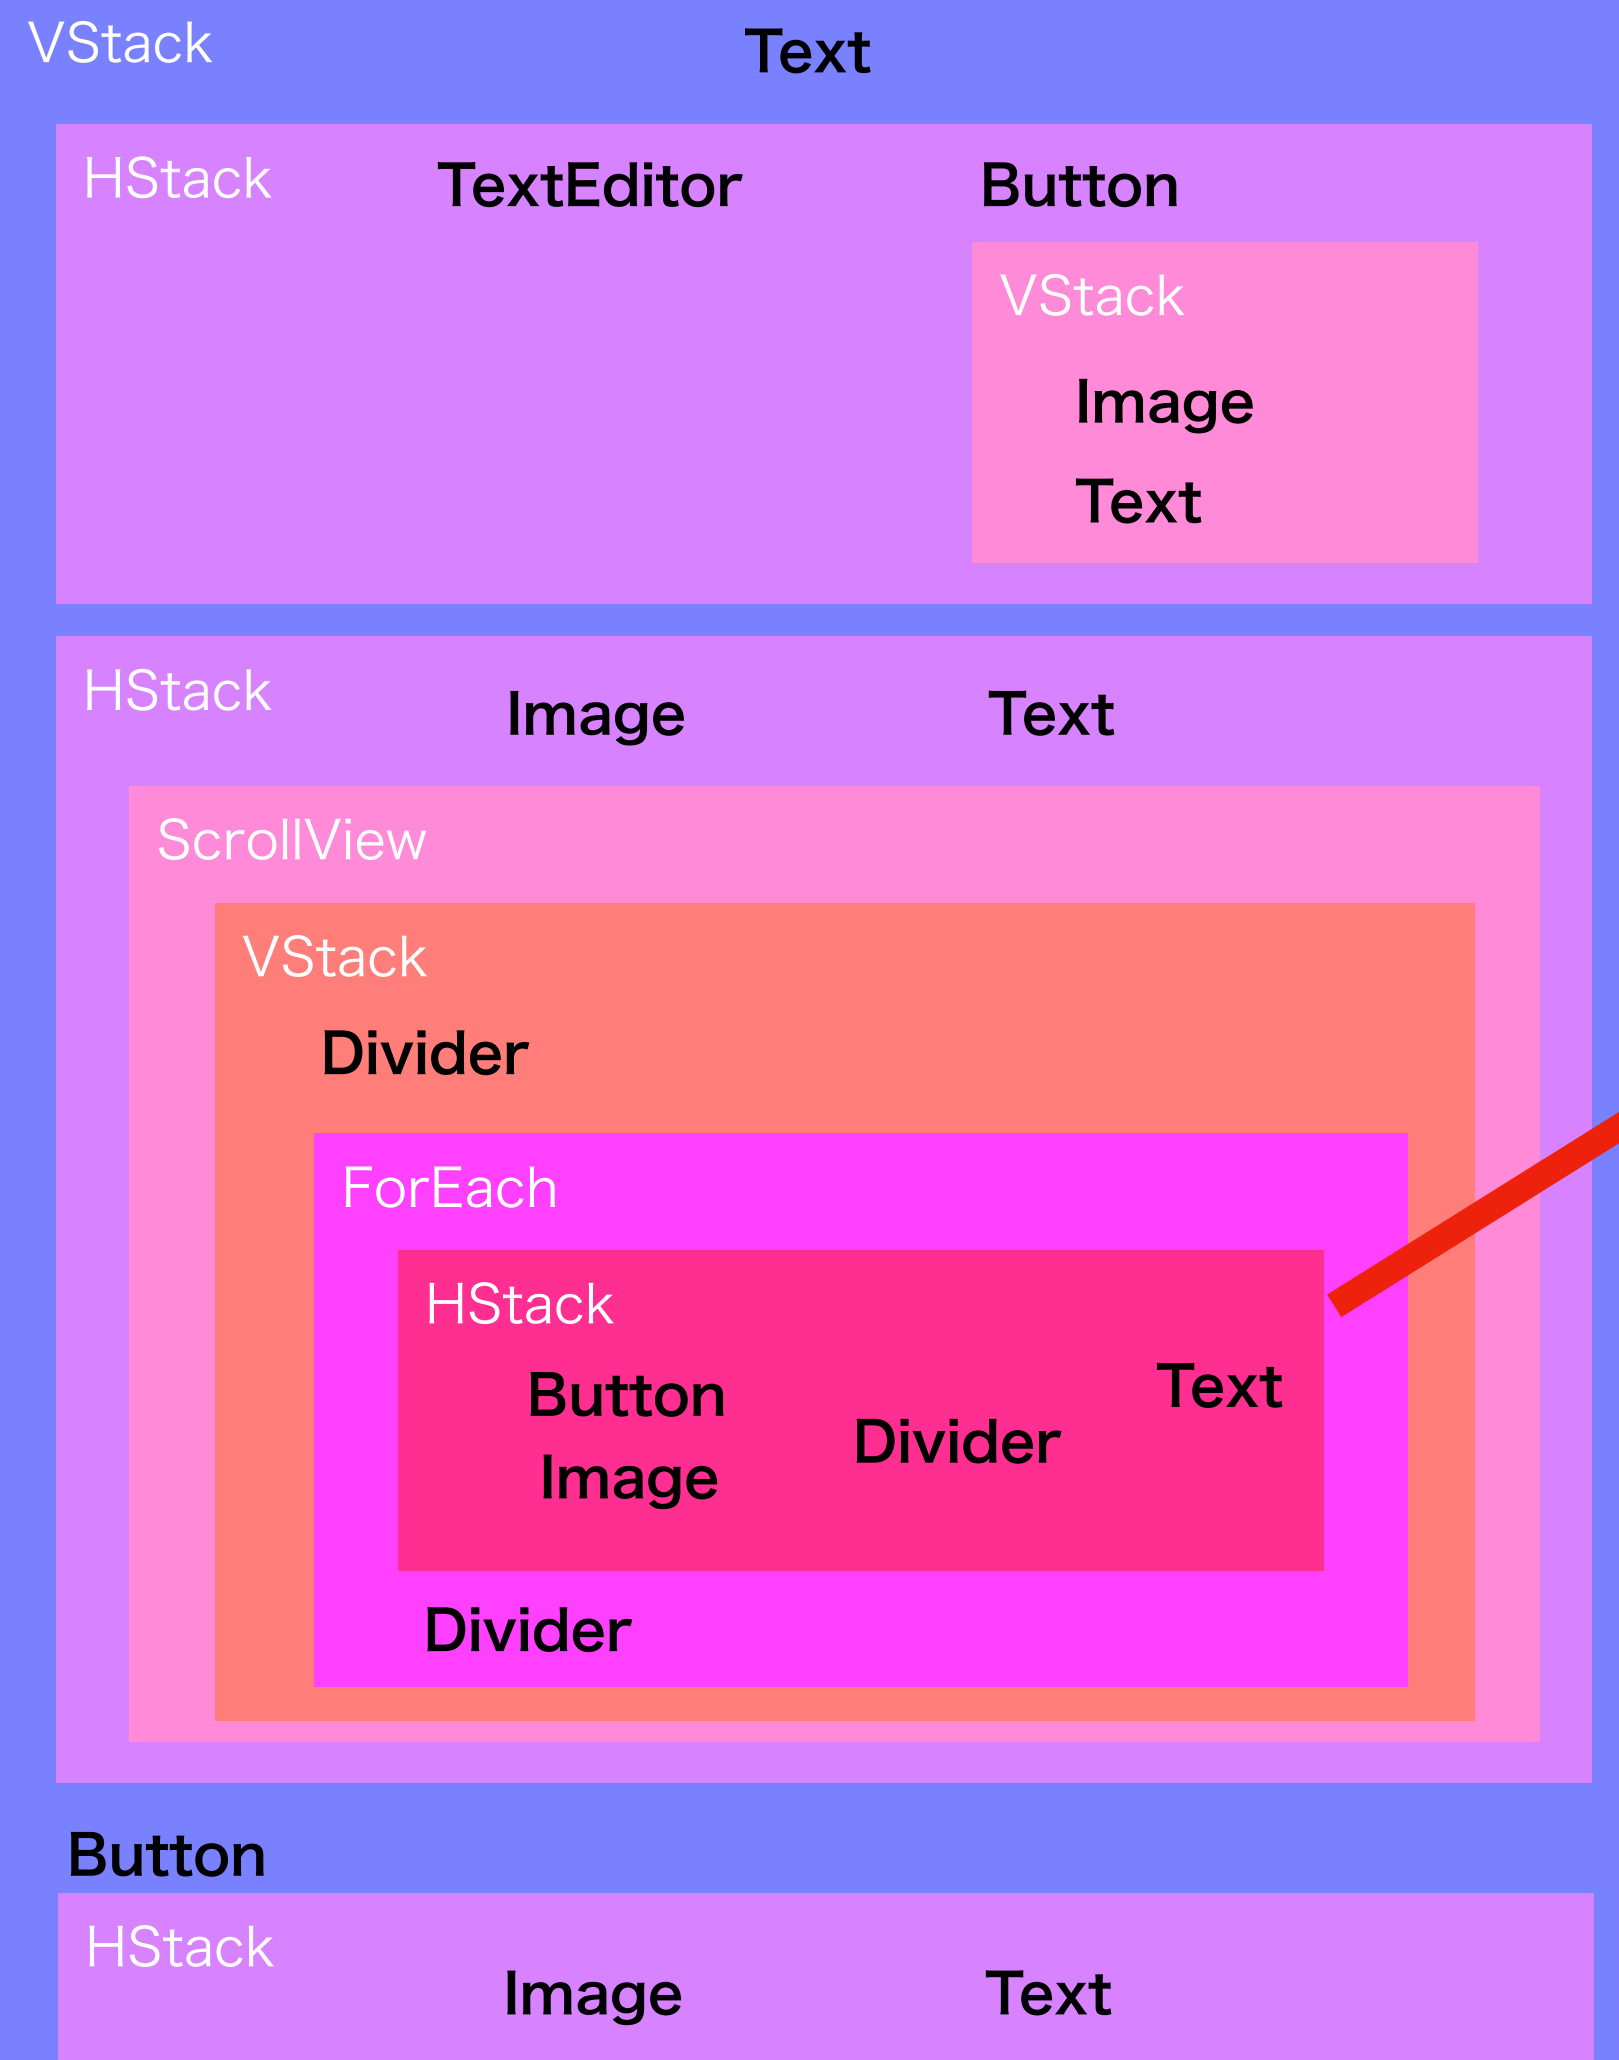 VStack
Text
HStack
TextEditor
Button
VStack
Image
Text
HStack
Image
Text
ScrollView
VStack
Divider
ForEach
HStack
Button
Image
Divider
Text
Divider
Button
HStack
Image
Text